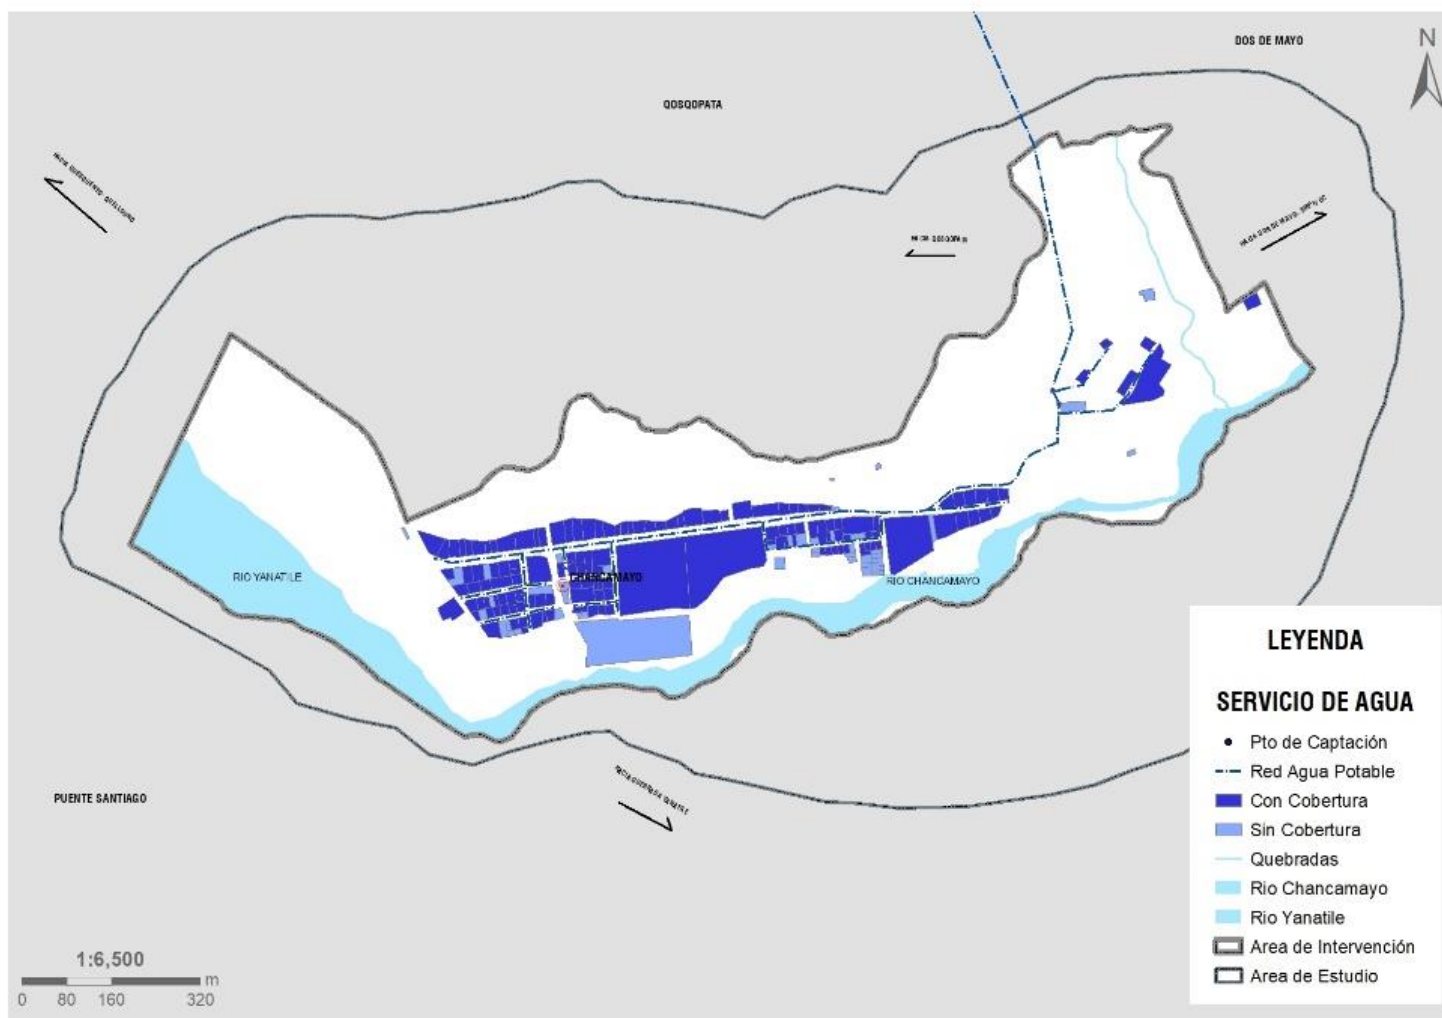 DOS DE MAYO
N
QOSQOPATA
HACIA QOSQOPATA
RIO YANATILE
CHANCAMAYO
RIO CHANCAMAYO
PUENTE SANTIAGO
LEYENDA
SERVICIO DE AGUA
Pto de Captación
Red Agua Potable
Con Cobertura
Sin Cobertura
Quebradas
Rio Chancamayo
Rio Yanatile
Area de Intervención
Area de Estudio
1:6,500
m
0 80 160 320